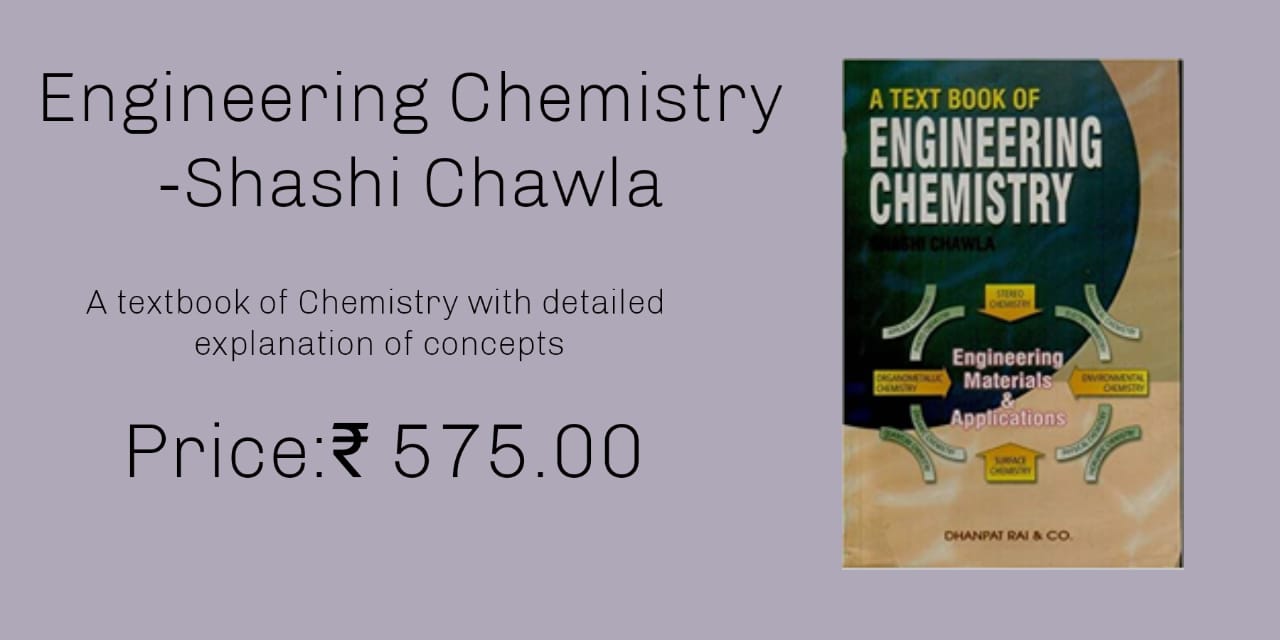 Engineering Chemistry
-Shashi Chawla
A textbook of Chemistry with detailed
explanation of concepts
Price:₹ 575.00
A TEXT BOOK OF
ENGINEERING
CHEMISTRY
SHASHI CHAWLA
STEREO
CHEMISTRY
ORGANOMETALLIC
CHEMISTRY
Engineering
Materials
&
Applications
ENVIRONMENTAL
CHEMISTRY
SURFACE
CHEMISTRY
DHANPAT RAI & CO.